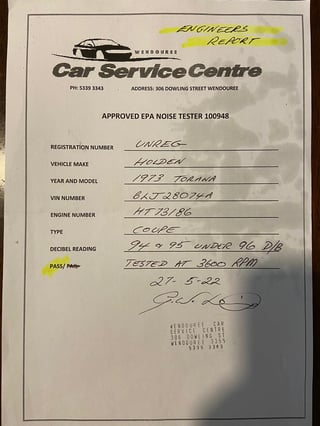 ENGINEERS
REPORT
WENDOUREE
Car Service Centre
PH: 5339 3343 ADDRESS: 306 DOWLING STREET WENDOUREE
APPROVED EPA NOISE TESTER 100948
REGISTRATION NUMBER UNREG
VEHICLE MAKE HOLDEN
YEAR AND MODEL 1973 TORANA
VIN NUMBER BLJ28074A
ENGINE NUMBER HT73186
TYPE COUPE
DECIBEL READING 94 & 95 UNDER 96 D/B
PASS/ FAIL TESTED AT 3600 RPM
27-5-22
WENDOUREE CAR
SERVICE CENTRE
306 DOWLING ST
WENDOUREE 3355
5339 3343